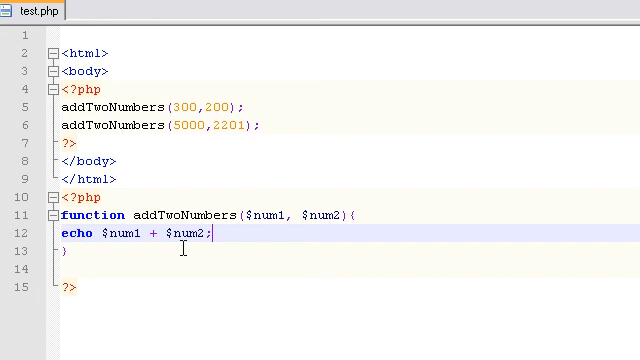 test.php
1
2 <html>
3 <body>
4 <?php
5 addTwoNumbers(300,200);
6 addTwoNumbers(5000,2201);
7 ?>
8 </body>
9 </html>
10 <?php
11 function addTwoNumbers($num1, $num2){
12 echo $num1 + $num2;
13 }
14
15 ?>